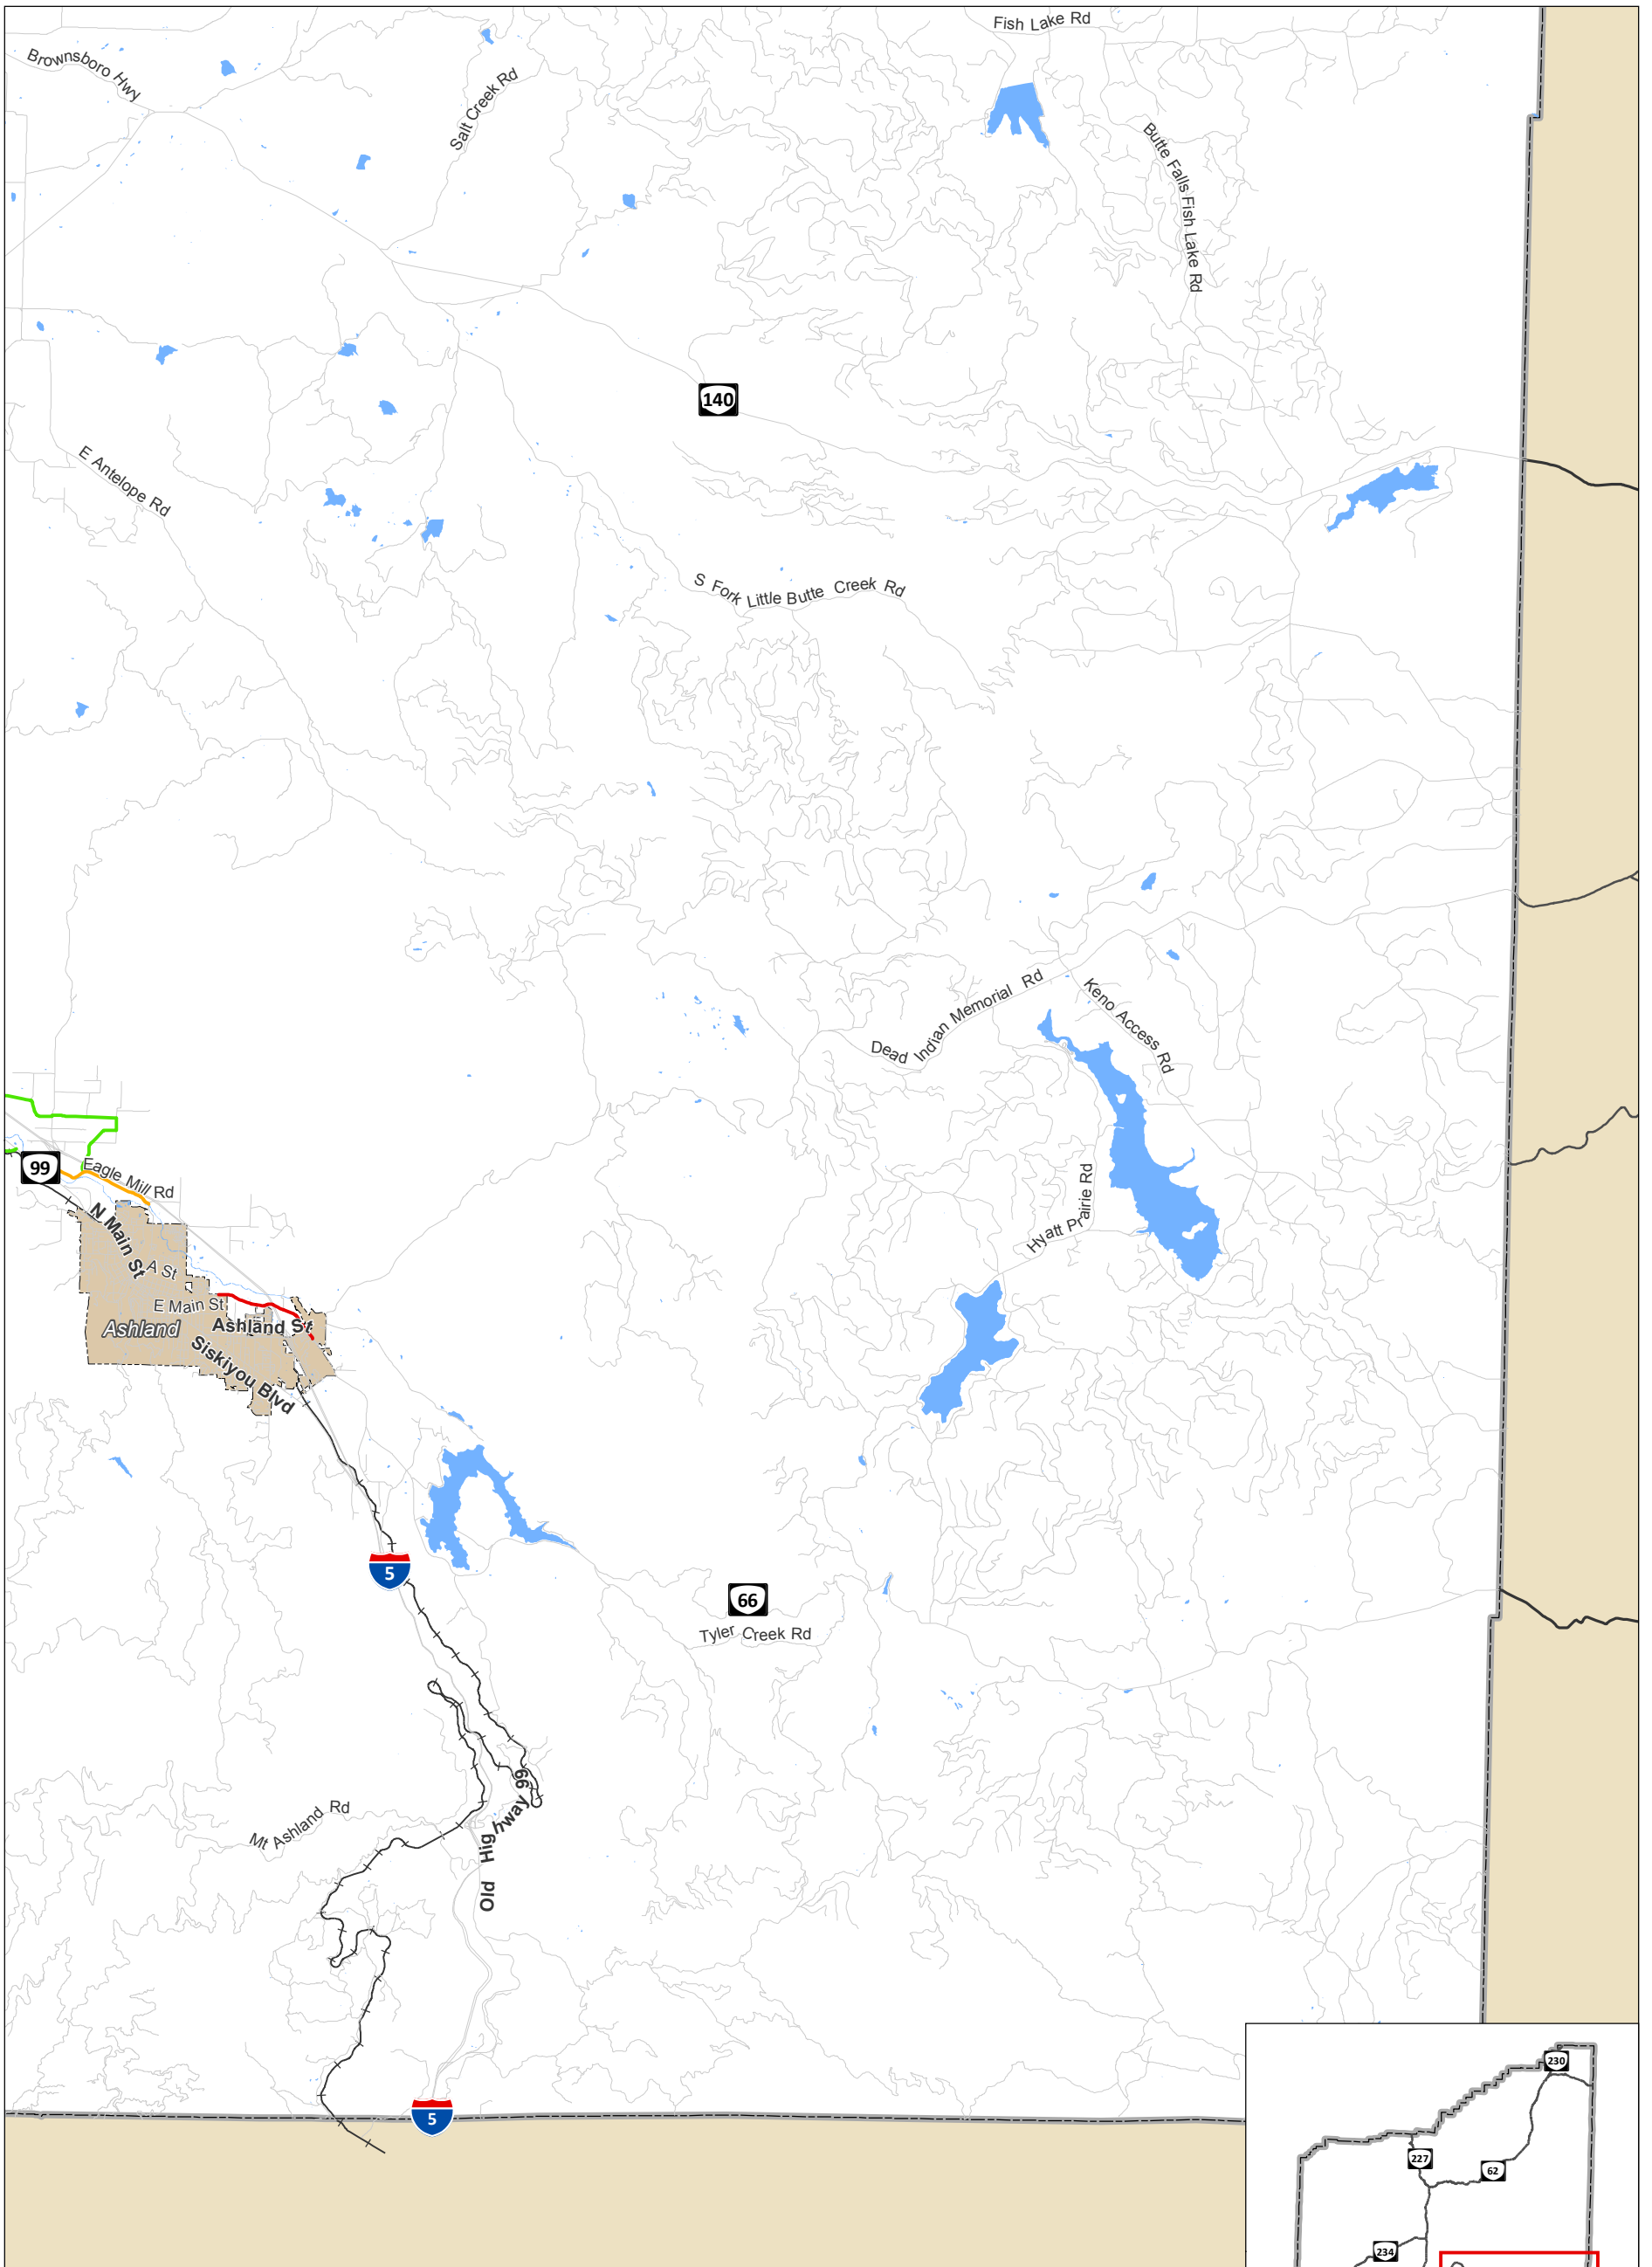 Fish Lake Rd
Brownsboro Hwy
Salt Creek Rd
Butte Falls Fish Lake Rd
140
E Antelope Rd
S Fork Little Butte Creek Rd
Dead Indian Memorial Rd
Keno Access Rd
99
Eagle Mill Rd
Hyatt Prairie Rd
N Main St
A St
E Main St
Ashland
Ashland St
Siskiyou Blvd
5
66
Tyler Creek Rd
Old Highway 99
Mt Ashland Rd
5
230
227
62
234